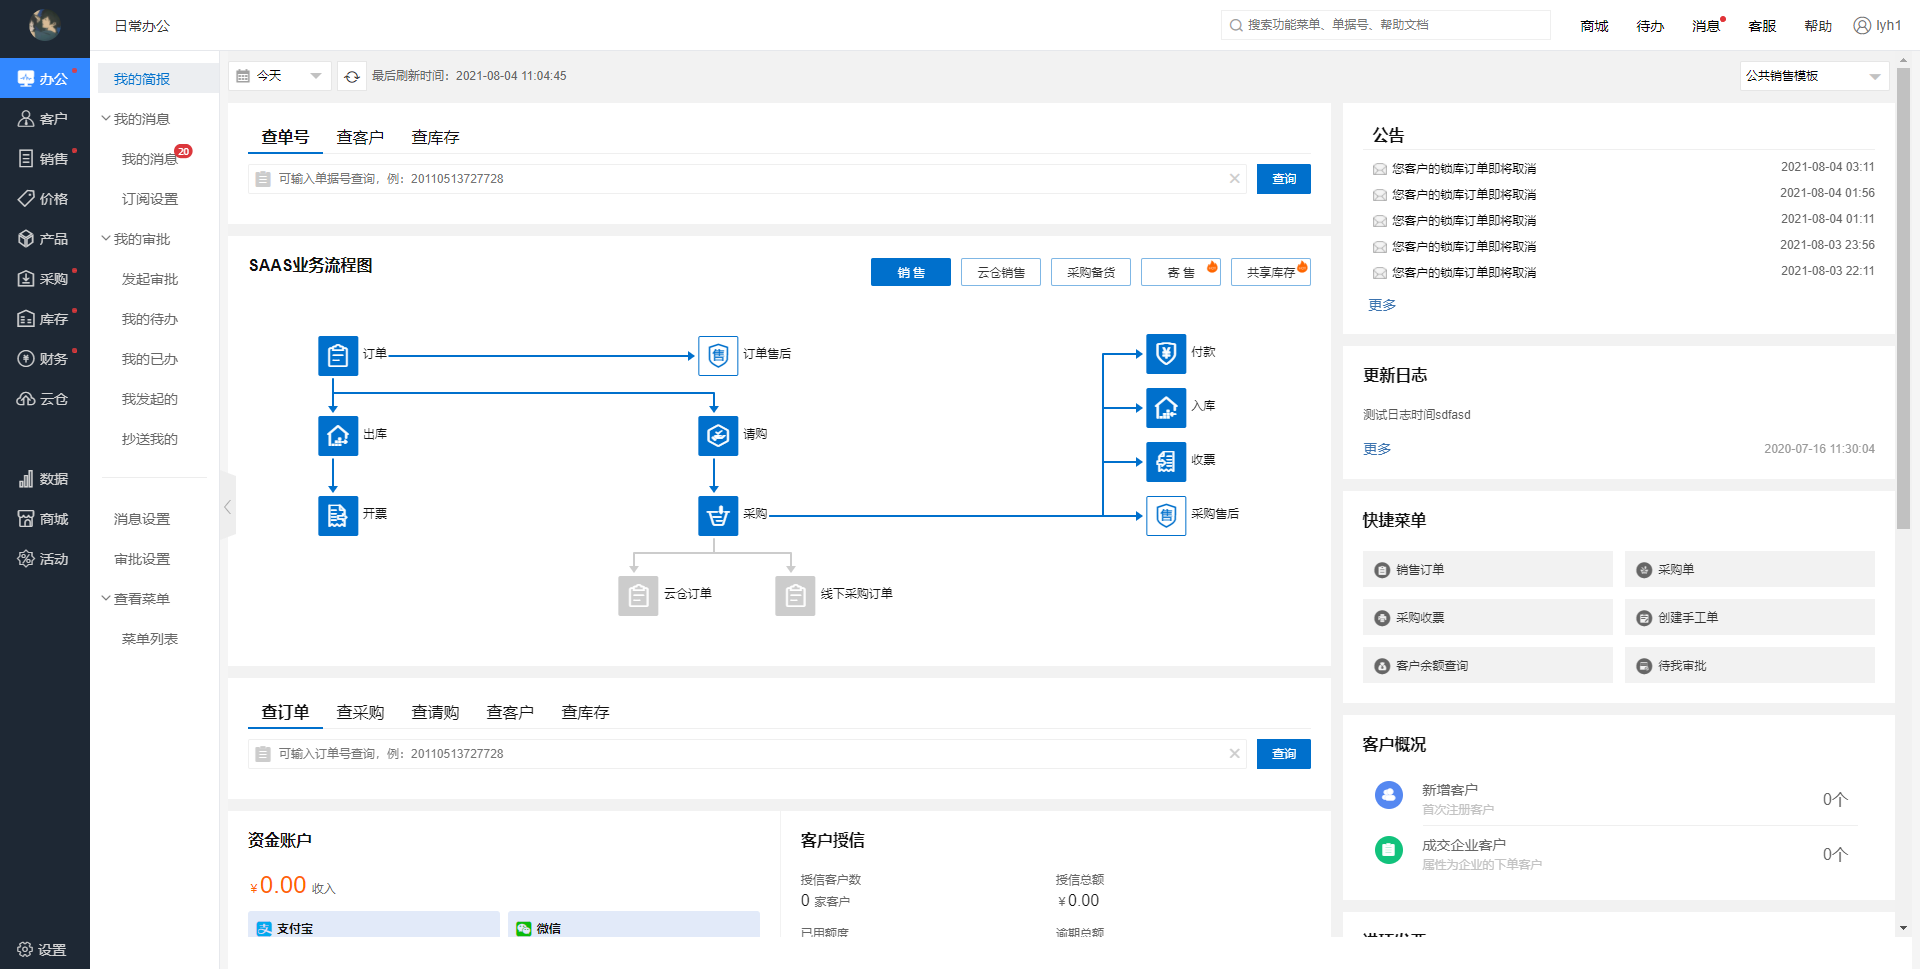 日常办公
搜索功能菜单、单据号、帮助文档
商城
待办
消息
客服
帮助
lyh1
办公
客户
销售
价格
产品
采购
库存
财务
云仓
数据
商城
活动
设置
我的简报
我的消息
我的消息
20
订阅设置
我的审批
发起审批
我的待办
我的已办
我发起的
抄送我的
消息设置
审批设置
查看菜单
菜单列表
今天
最后刷新时间：2021-08-04 11:04:45
公共销售模板
查单号 查客户 查库存
可输入单据号查询，例：20110513727728
查询
SAAS业务流程图
销 售
云仓销售
采购备货
寄 售
共享库存
订单
订单售后
出库
请购
开票
采购
付款
入库
收票
采购售后
云仓订单
线下采购订单
查订单 查采购 查请购 查客户 查库存
可输入订单号查询，例：20110513727728
查询
资金账户
¥0.00 收入
支付宝
微信
客户授信
授信客户数
0 家客户
授信总额
¥0.00
已用额度
逾期总额
公告
您客户的锁库订单即将取消 2021-08-04 03:11
您客户的锁库订单即将取消 2021-08-04 01:56
您客户的锁库订单即将取消 2021-08-04 01:11
您客户的锁库订单即将取消 2021-08-03 23:56
您客户的锁库订单即将取消 2021-08-03 22:11
更多
更新日志
测试日志时间sdfasd
更多 2020-07-16 11:30:04
快捷菜单
销售订单
采购单
采购收票
创建手工单
客户余额查询
待我审批
客户概况
新增客户
首次注册客户
0个
成交企业客户
属性为企业的下单客户
0个